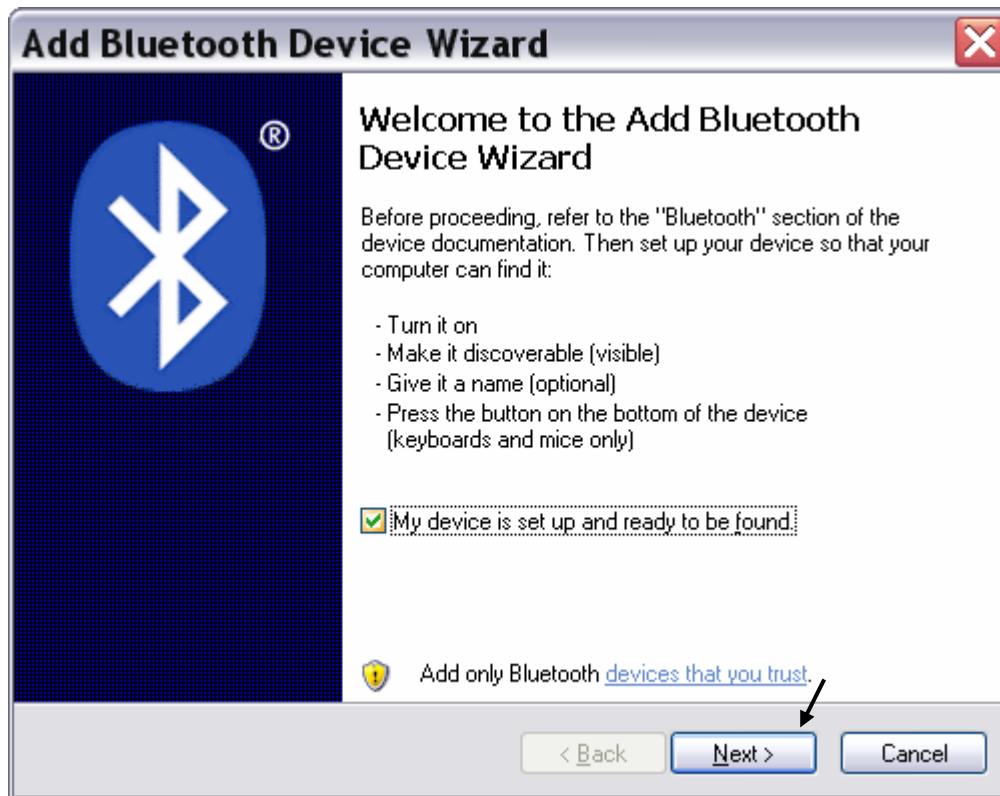 Add Bluetooth Device Wizard
®
Welcome to the Add Bluetooth
Device Wizard
Before proceeding, refer to the "Bluetooth" section of the
device documentation. Then set up your device so that your
computer can find it:
- Turn it on
- Make it discoverable (visible)
- Give it a name (optional)
- Press the button on the bottom of the device
(keyboards and mice only)
My device is set up and ready to be found.
Add only Bluetooth devices that you trust.
< Back
Next >
Cancel